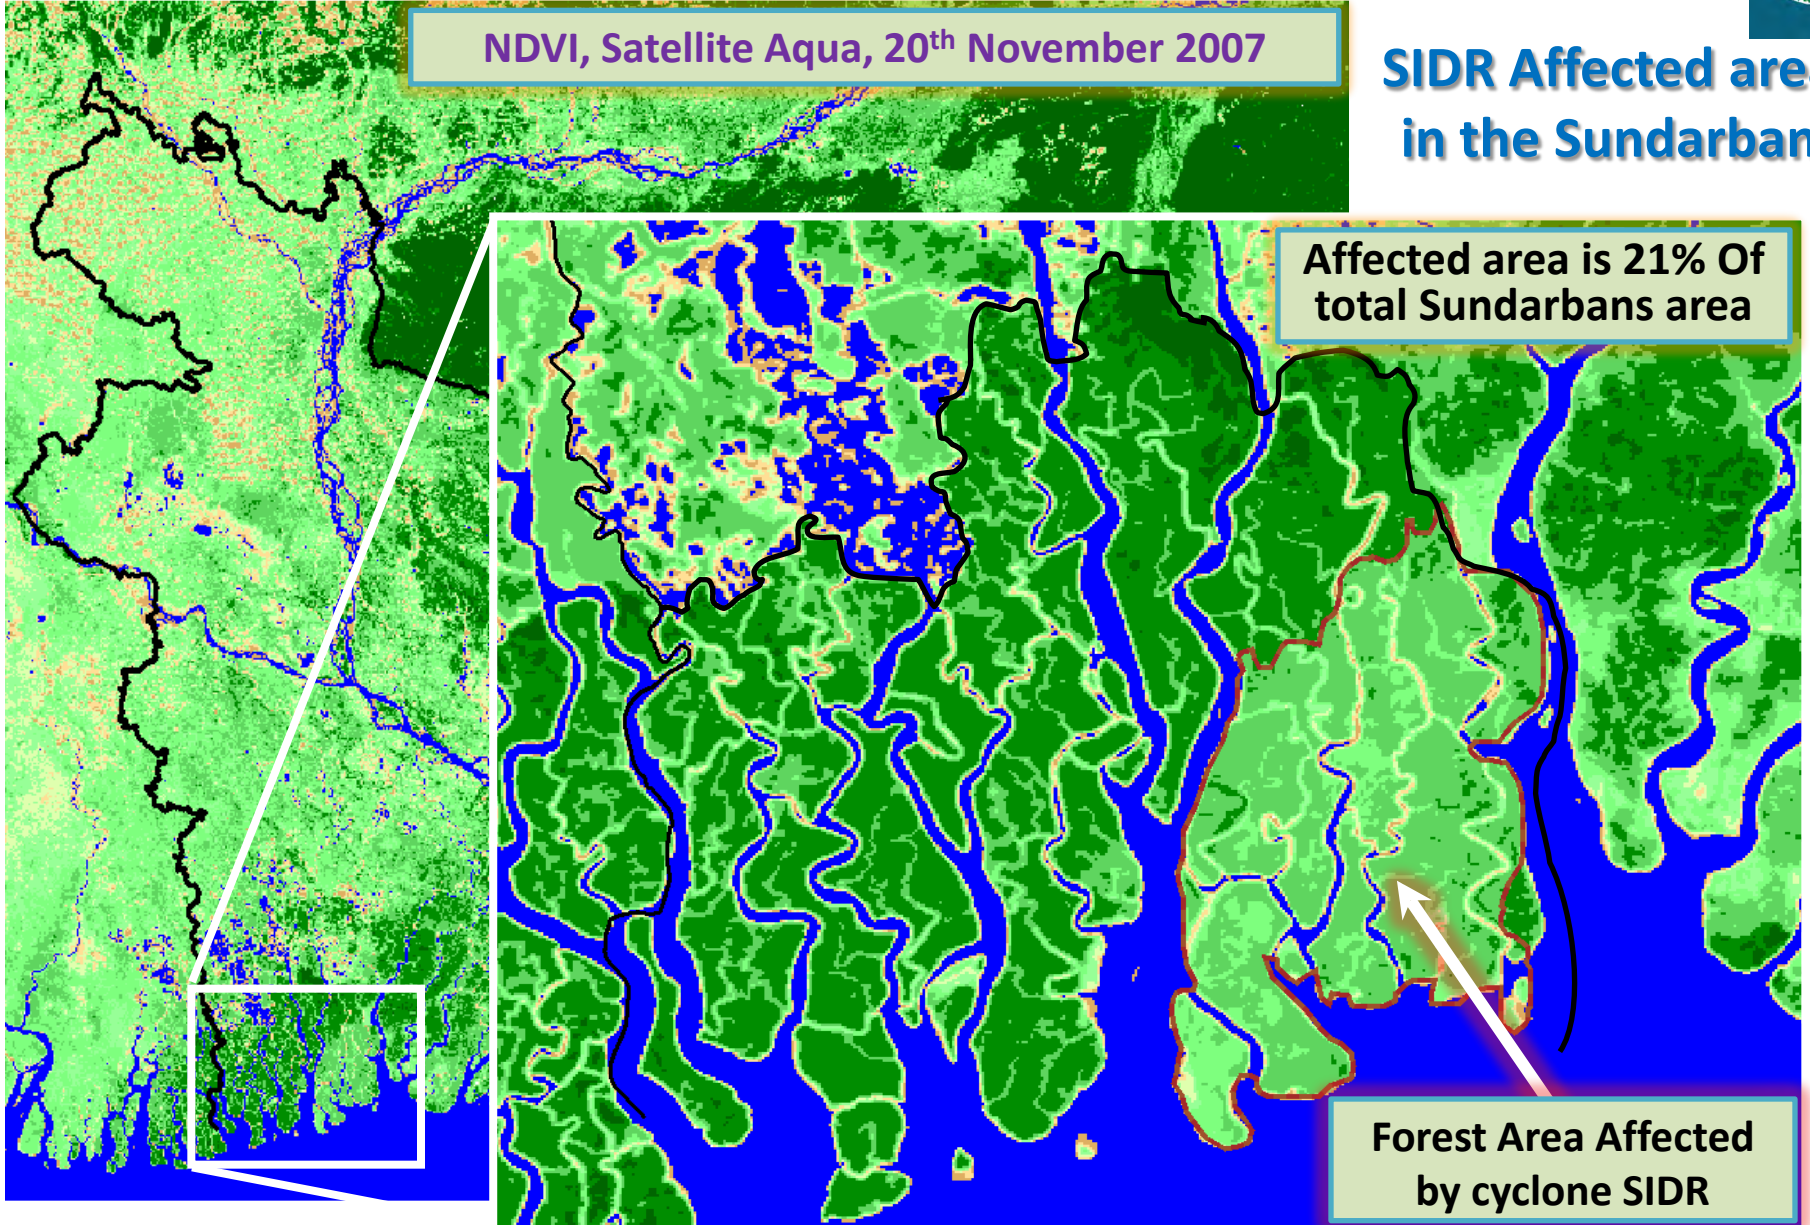 NDVI, Satellite Aqua, 20th November 2007
SIDR Affected area
in the Sundarban
Affected area is 21% Of
total Sundarbans area
Forest Area Affected
by cyclone SIDR